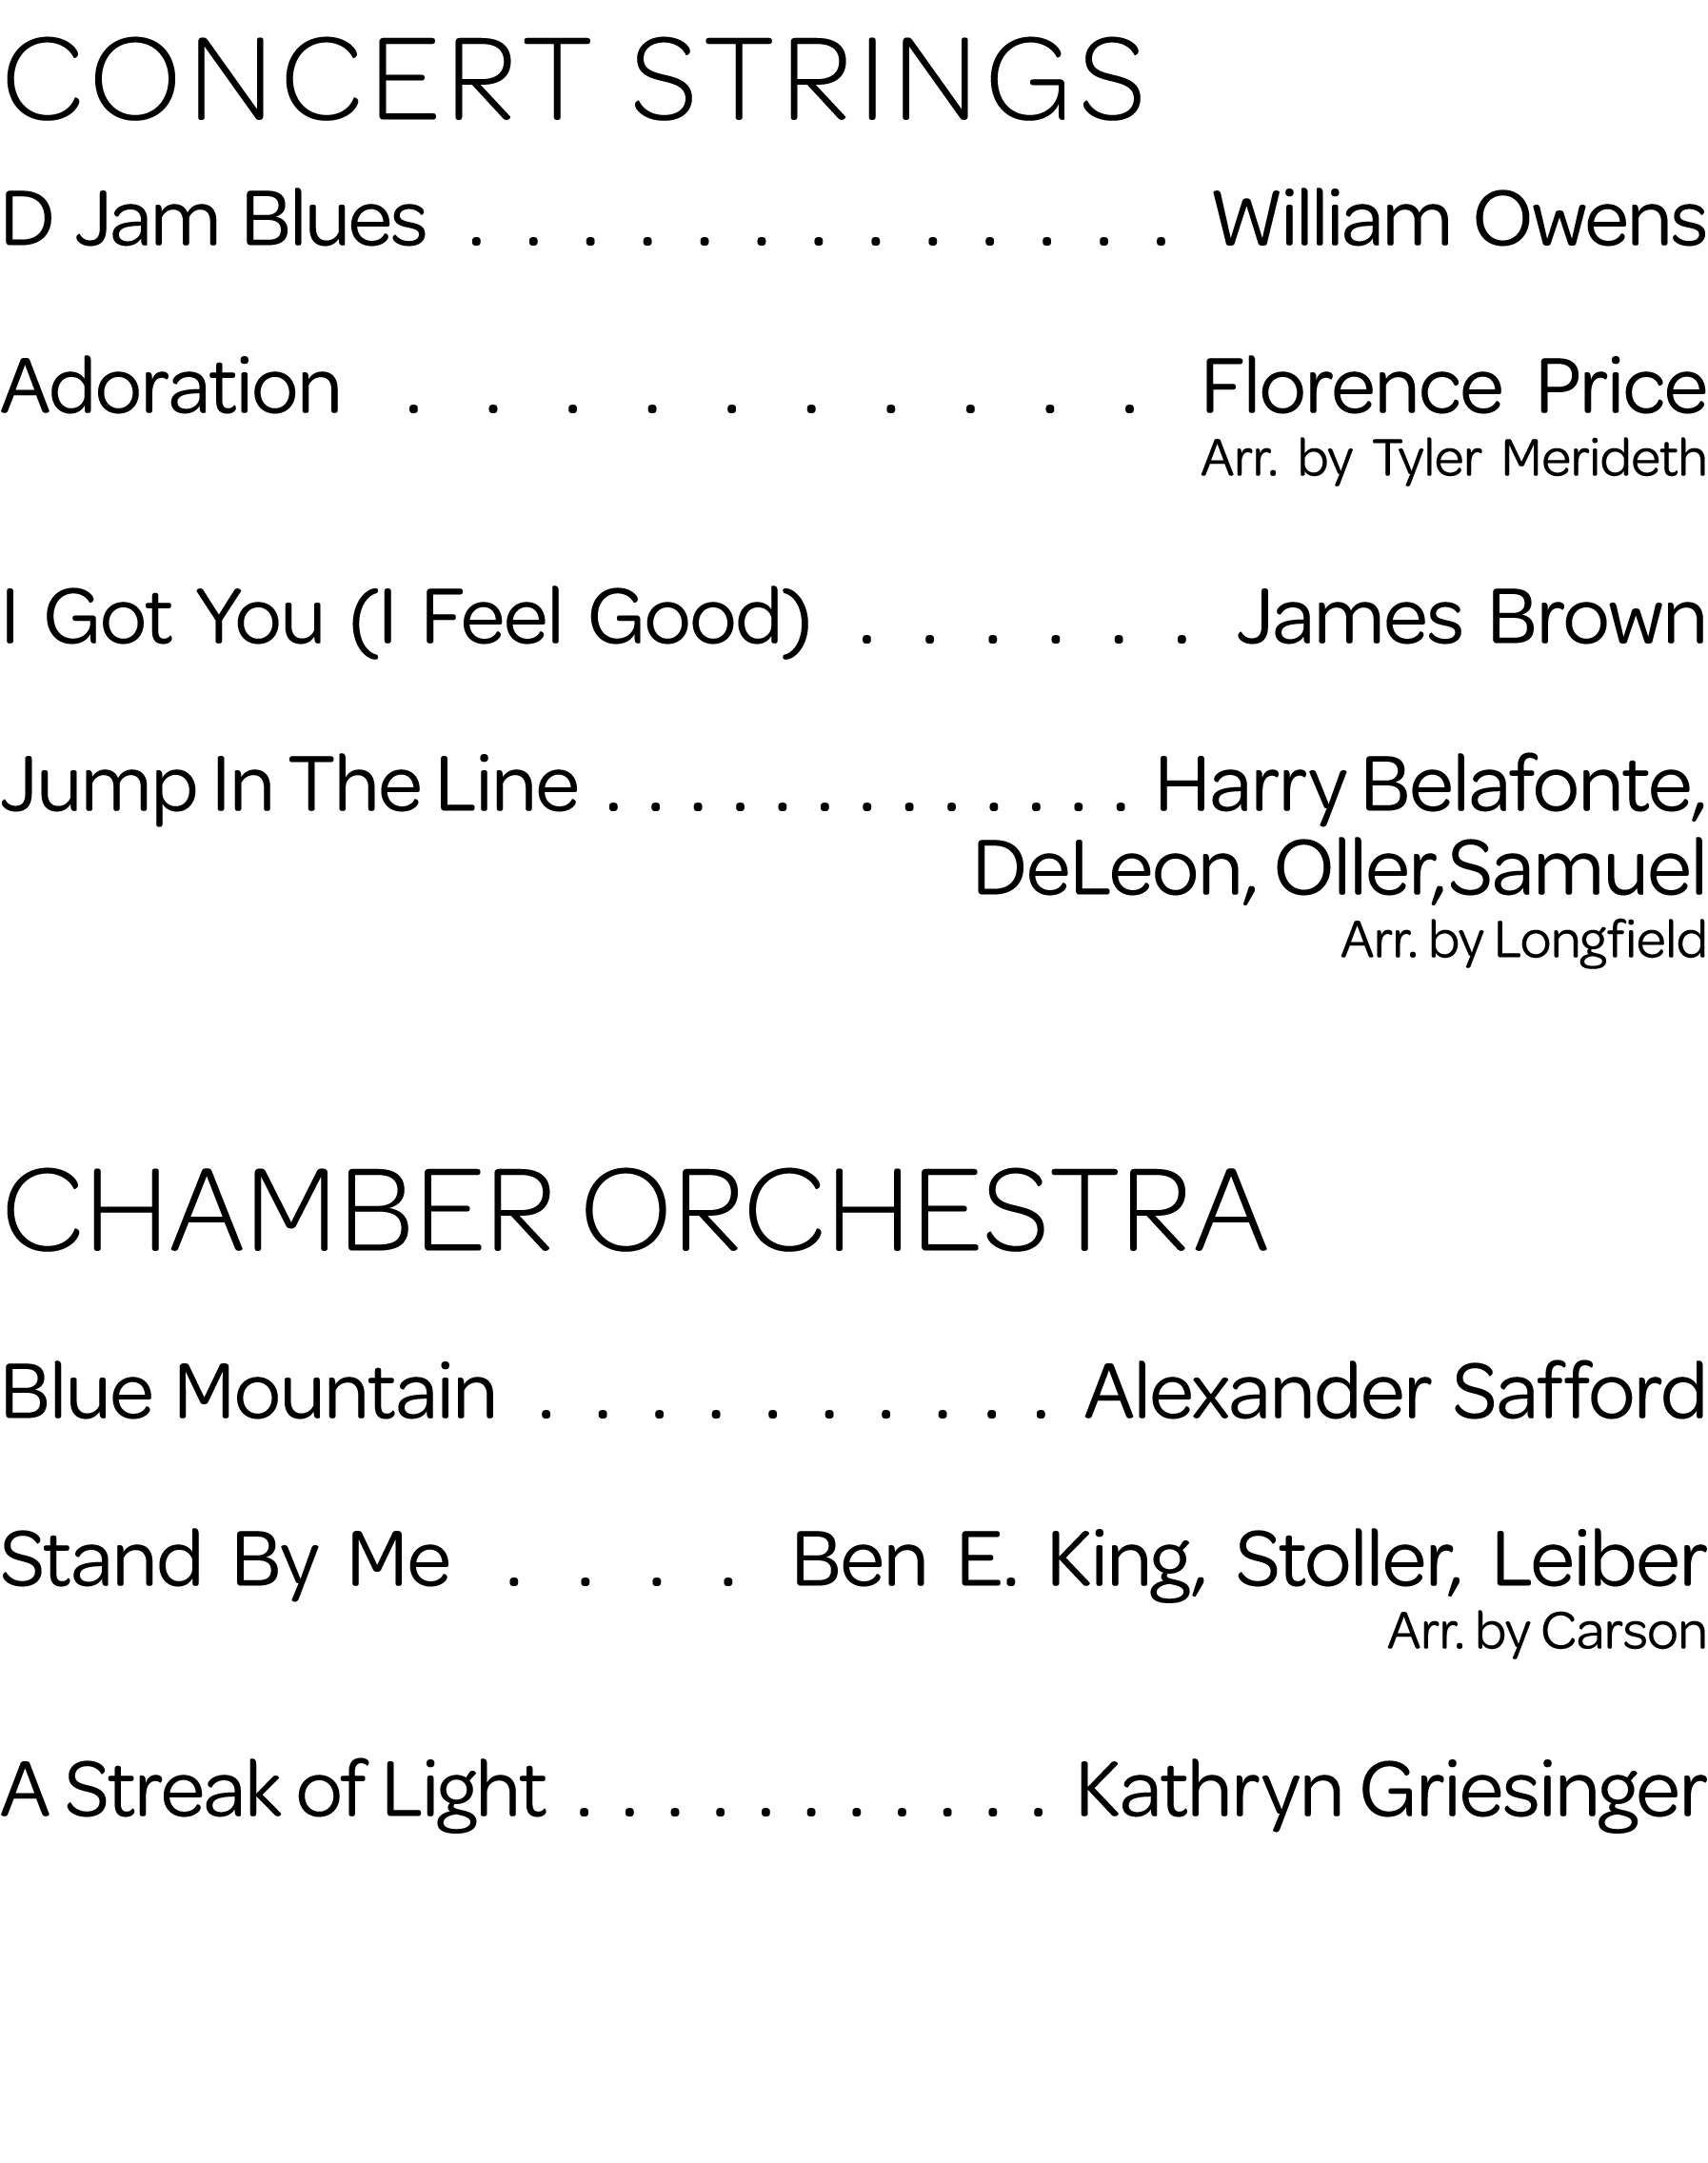 CONCERT STRINGS
D Jam Blues . . . . . . . . . . . . . William Owens
Adoration . . . . . . . . . . Florence Price
Arr. by Tyler Merideth
I Got You (I Feel Good) . . . . . . James Brown
Jump In The Line . . . . . . . . . . . . . Harry Belafonte,
DeLeon, Oller,Samuel
Arr. by Longfield
CHAMBER ORCHESTRA
Blue Mountain . . . . . . . . . . Alexander Safford
Stand By Me . . . . Ben E. King, Stoller, Leiber
Arr. by Carson
A Streak of Light . . . . . . . . . . . Kathryn Griesinger